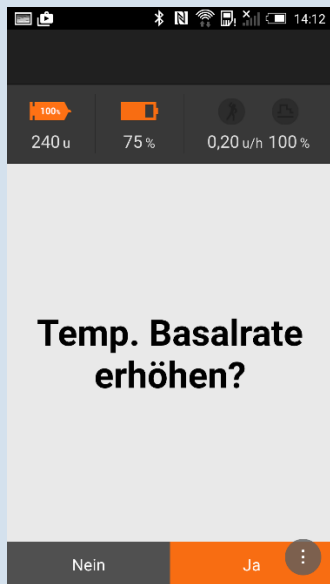 14:12
100%
240 u
75 %
0,20 u/h 100 %
Temp. Basalrate
erhöhen?
Nein
Ja